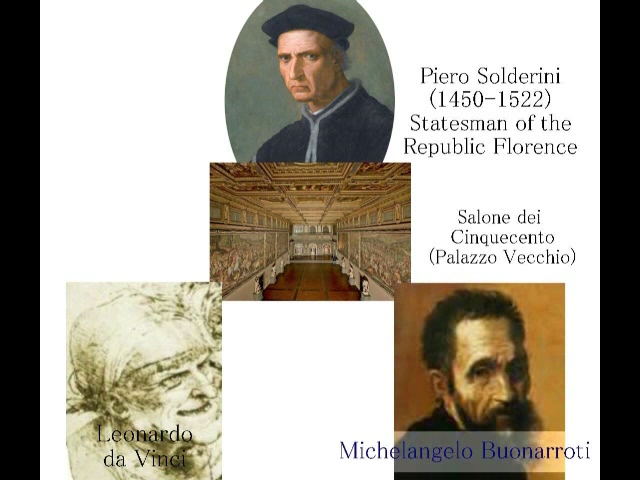 Piero Solderini
(1450-1522)
Statesman of the
Republic Florence
Salone dei
Cinquecento
(Palazzo Vecchio)
Leonardo
da Vinci
Michelangelo Buonarroti